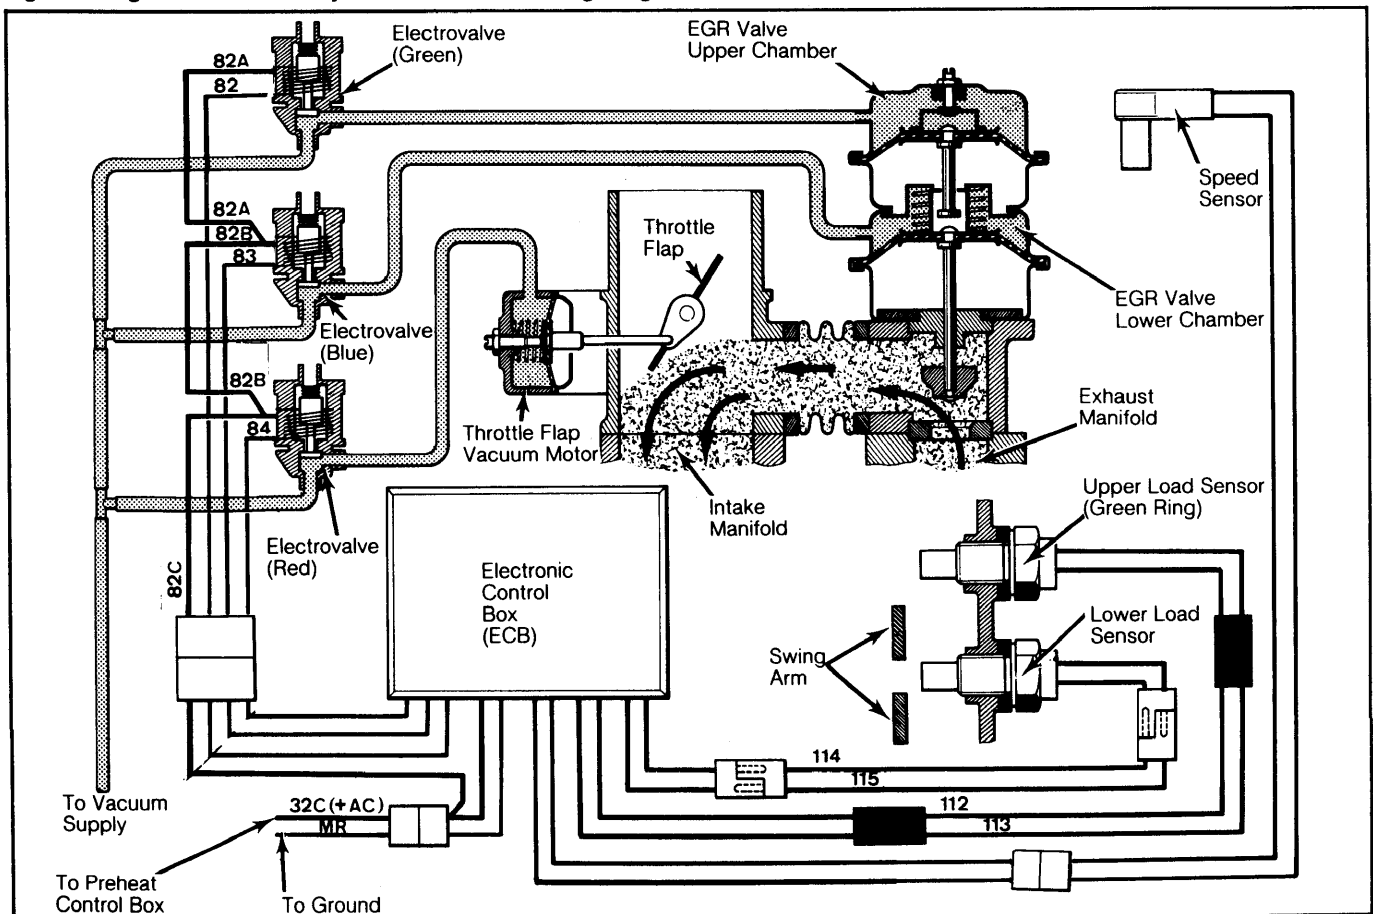 Electrovalve
(Green)
EGR Valve
Upper Chamber
82A
82
Speed
Sensor
82A
82B
83
Throttle
Flap
EGR Valve
Lower Chamber
Electrovalve
(Blue)
82B
84
Throttle Flap
Vacuum Motor
Exhaust
Manifold
Intake
Manifold
Upper Load Sensor
(Green Ring)
Electrovalve
(Red)
82C
Electronic
Control
Box
(ECB)
Lower Load
Sensor
Swing
Arm
114
115
To Vacuum
Supply
32C(+AC)
MR
112
113
To Preheat
Control Box
To Ground